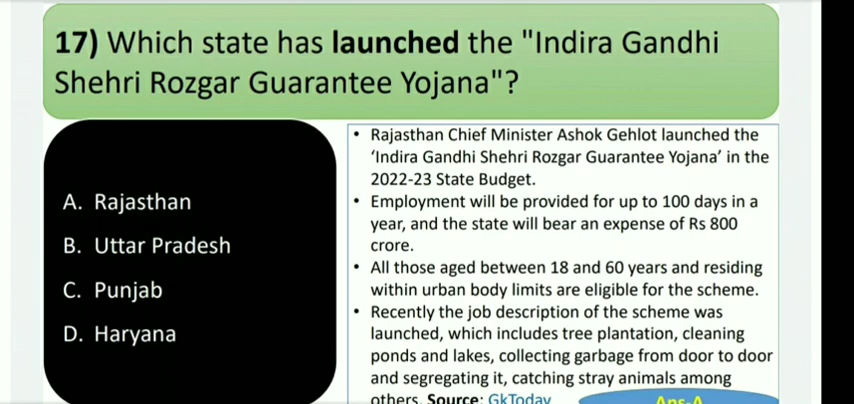 17) Which state has launched the "Indira Gandhi
Shehri Rozgar Guarantee Yojana"?
A. Rajasthan
B. Uttar Pradesh
C. Punjab
D. Haryana
• Rajasthan Chief Minister Ashok Gehlot launched the
‘Indira Gandhi Shehri Rozgar Guarantee Yojana’ in the
2022-23 State Budget.
• Employment will be provided for up to 100 days in a
year, and the state will bear an expense of Rs 800
crore.
• All those aged between 18 and 60 years and residing
within urban body limits are eligible for the scheme.
• Recently the job description of the scheme was
launched, which includes tree plantation, cleaning
ponds and lakes, collecting garbage from door to door
and segregating it, catching stray animals among
others. Source: GkToday
Ans-A